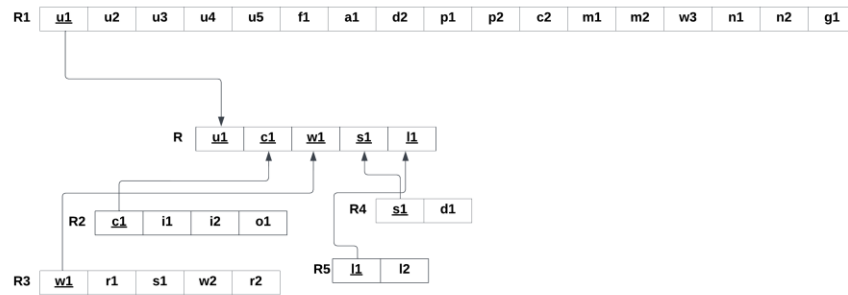 R1 u1 u2 u3 u4 u5 f1 a1 d2 p1 p2 c2 m1 m2 w3 n1 n2 g1
R u1 c1 w1 s1 l1
R4 s1 d1
R2 c1 i1 i2 o1
R5 l1 l2
R3 w1 r1 s1 w2 r2